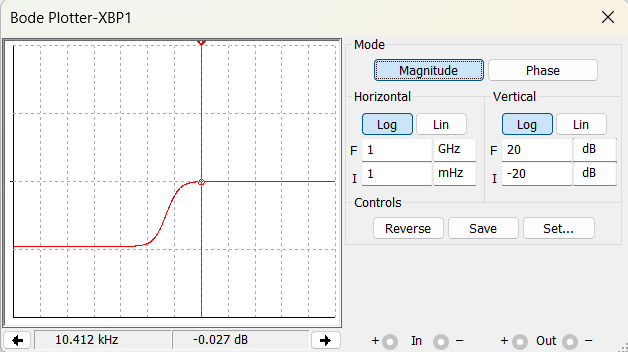 Bode Plotter-XBP1
Mode
Magnitude Phase
Horizontal Vertical
Log Lin Log Lin
F 1 GHz F 20 dB
I 1 mHz I -20 dB
Controls
Reverse Save Set...
10.412 kHz -0.027 dB
+ In − + Out −